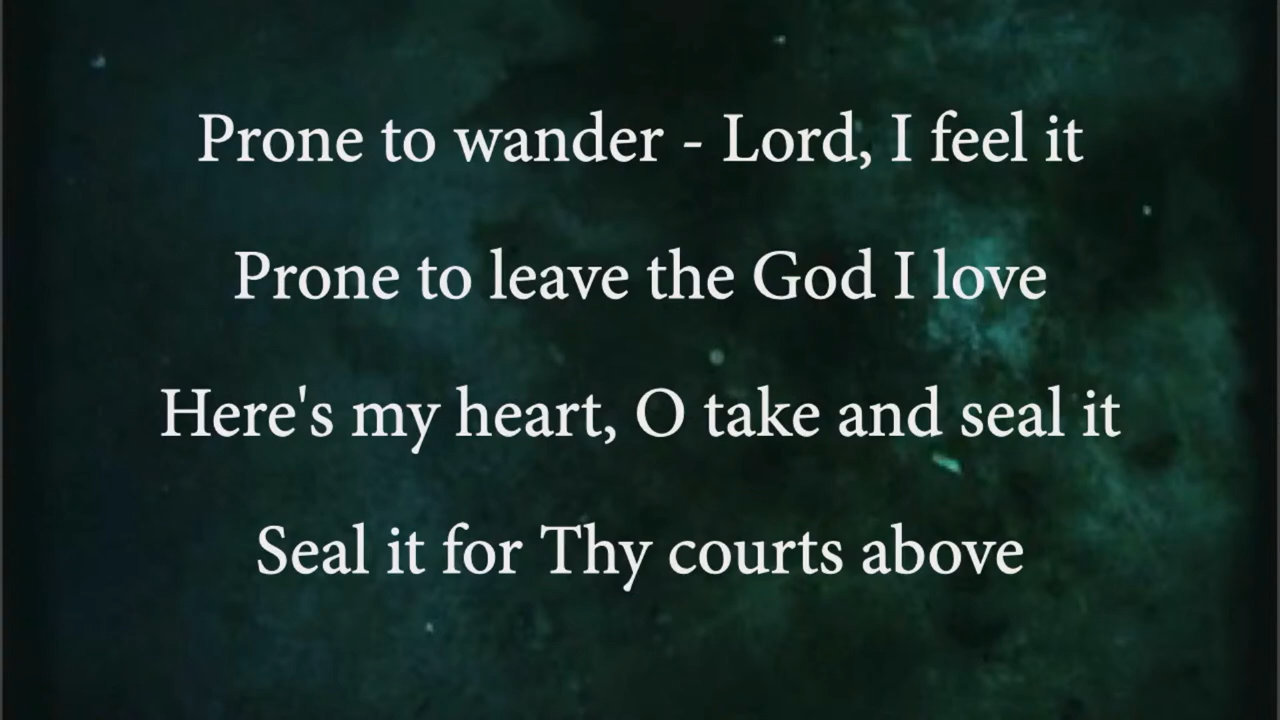 Prone to wander - Lord, I feel it
Prone to leave the God I love
Here's my heart, O take and seal it
Seal it for Thy courts above